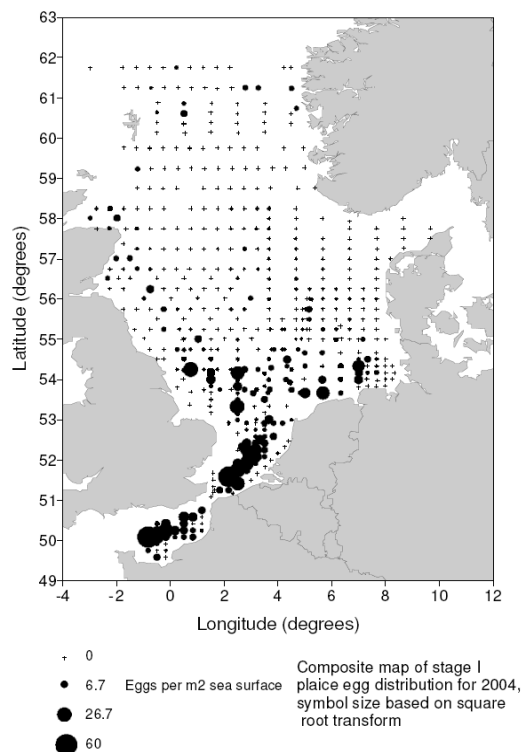 63
62
61
60
59
58
57
56
55
54
53
52
51
50
49
Latitude (degrees)
-4 -2 0 2 4 6 8 10 12
Longitude (degrees)
0
6.7 Eggs per m2 sea surface
26.7
60
Composite map of stage I
plaice egg distribution for 2004,
symbol size based on square
root transform